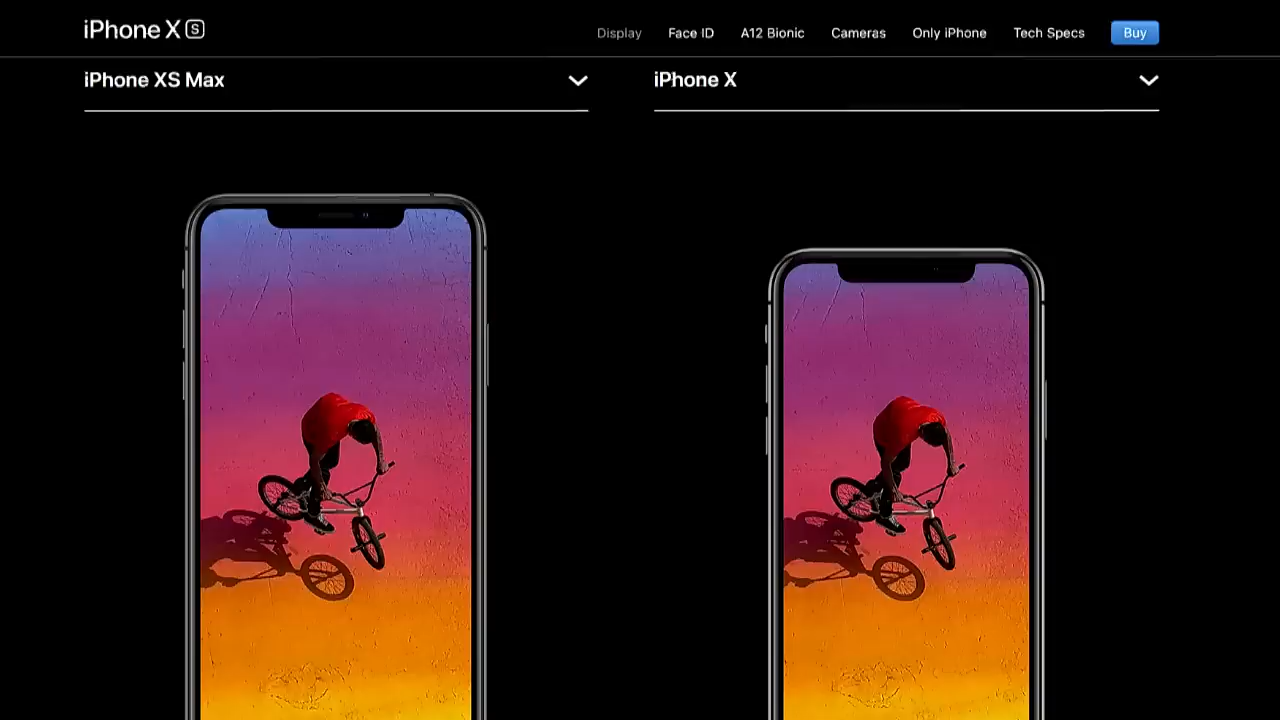 iPhone XS
Display Face ID A12 Bionic Cameras Only iPhone Tech Specs Buy
iPhone XS Max
iPhone X